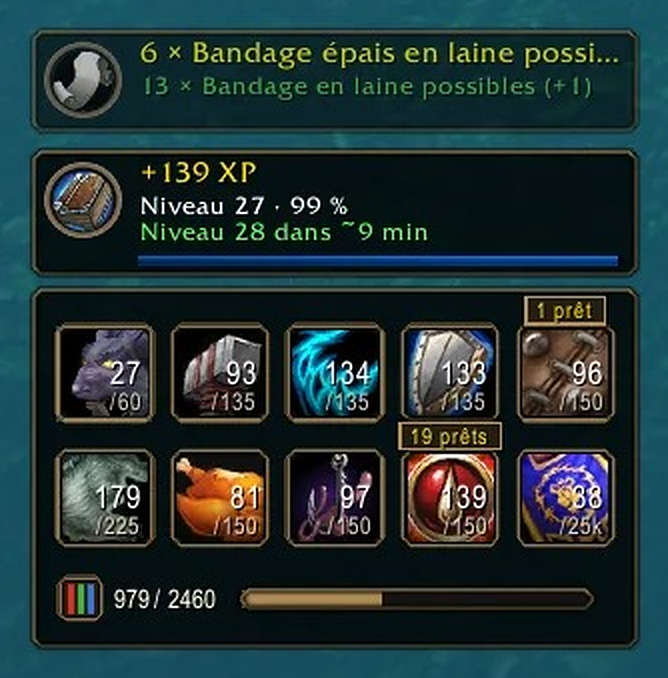 6 × Bandage épais en laine possi...
13 × Bandage en laine possibles (+1)
+139 XP
Niveau 27 · 99 %
Niveau 28 dans ~9 min
1 prêt
27 /60
93 /135
134 /135
133 /135
96 /150
19 prêts
179 /225
81 /150
97 /150
139 /150
38 /25k
979 / 2460